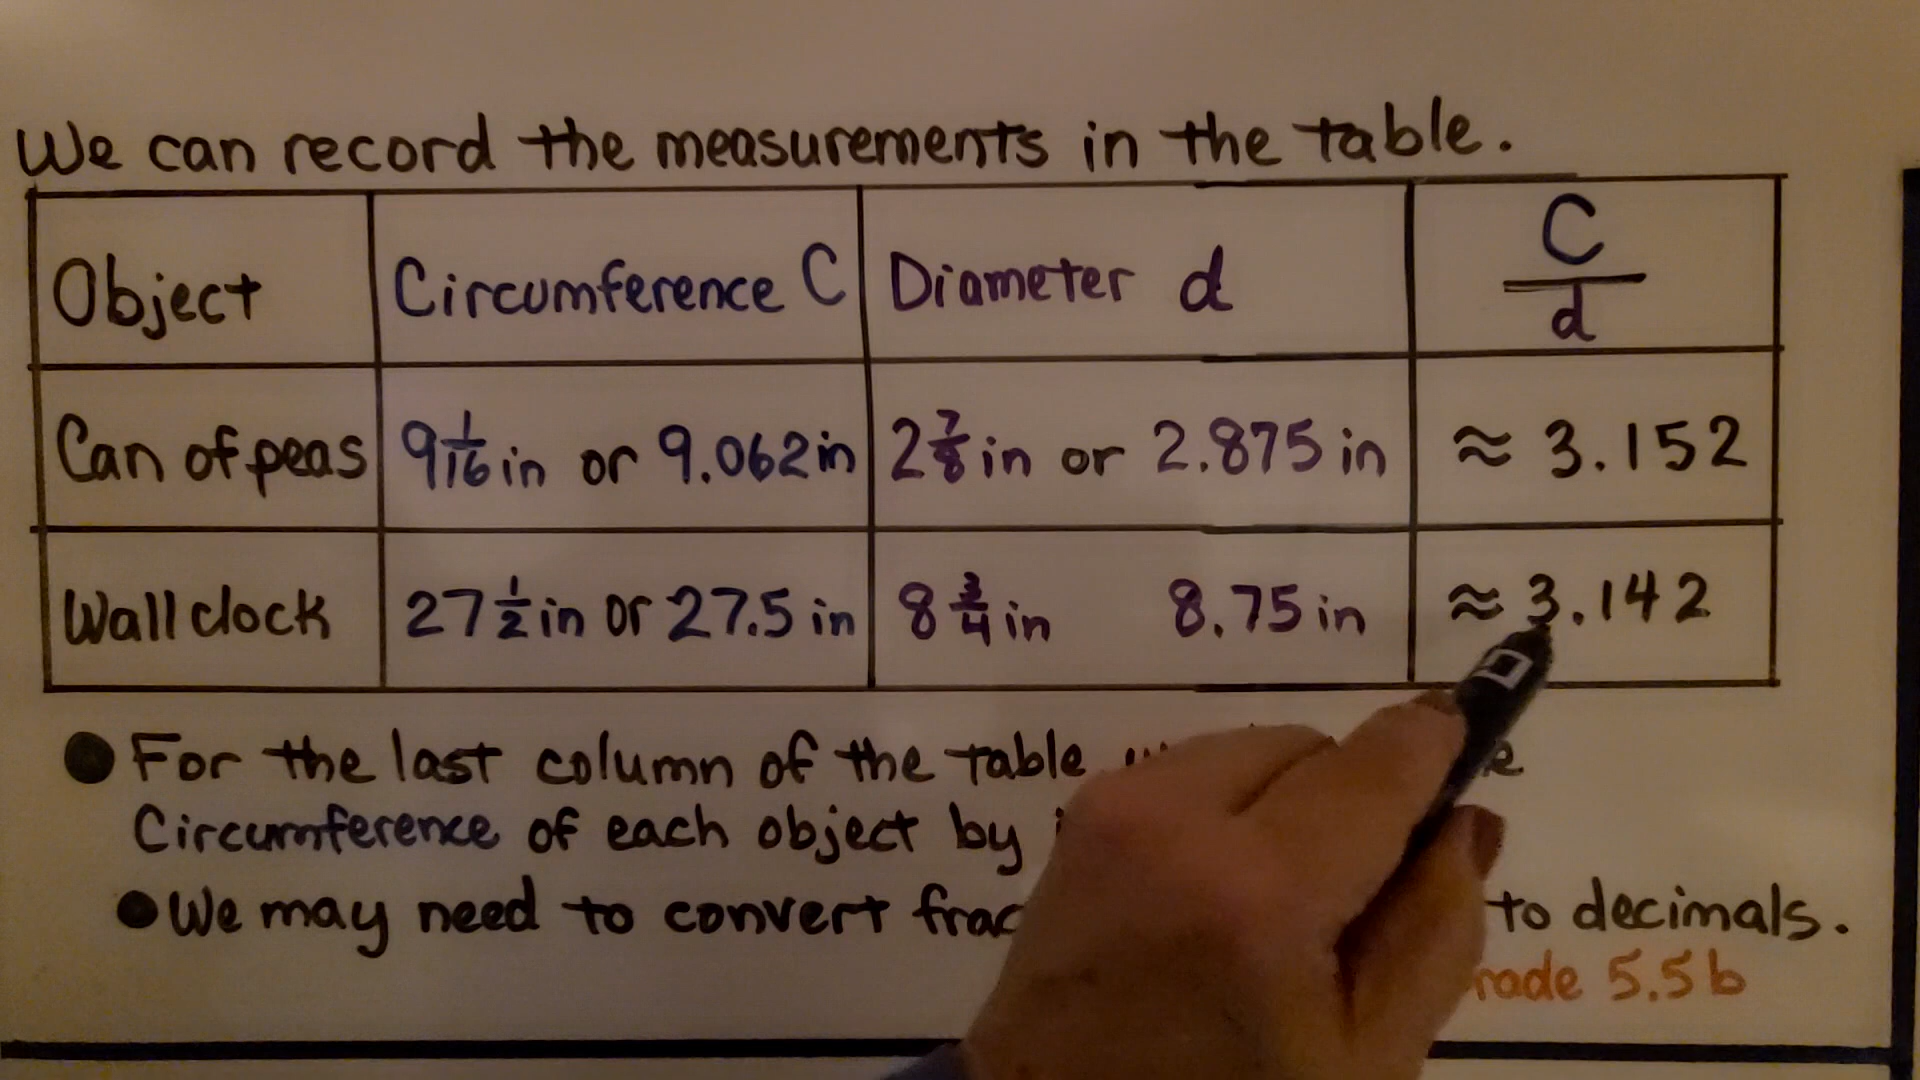 We can record the measurements in the table.
Object Circumference C Diameter d C/d
Can of peas 9 1/16 in or 9.062 in 2 7/8 in or 2.875 in ≈ 3.152
Wall clock 27 1/2 in or 27.5 in 8 3/4 in 8.75 in ≈ 3.142
● For the last column of the table
Circumference of each object by
● We may need to convert to decimals.
5.5b